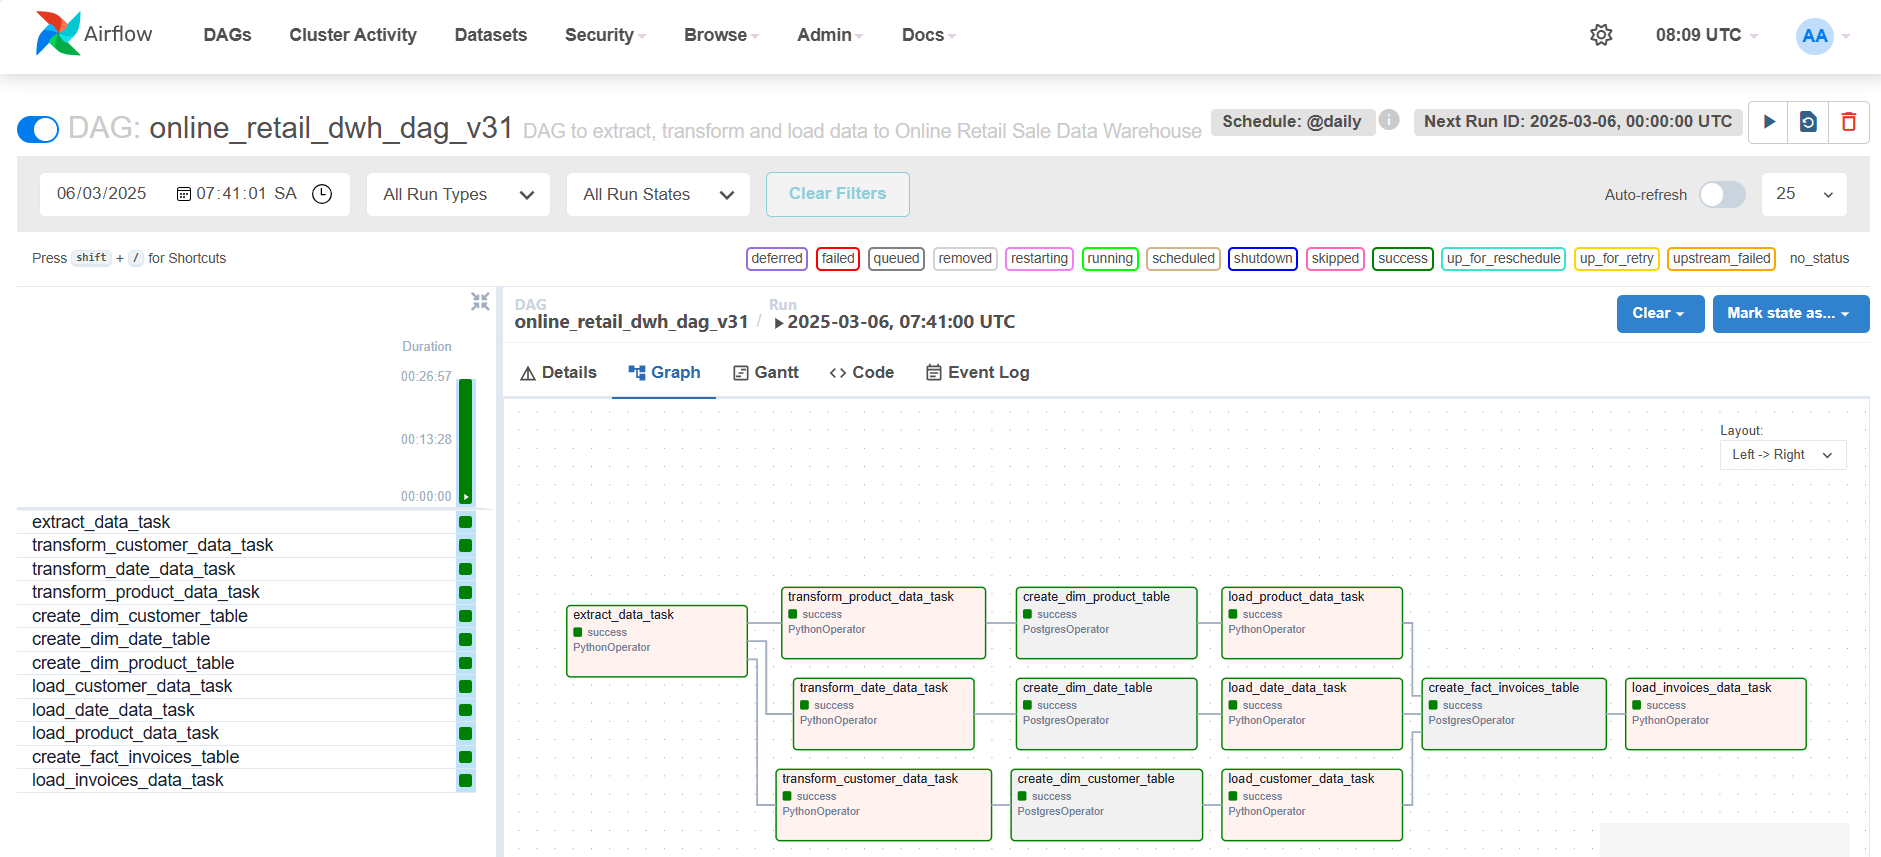 Airflow DAGs Cluster Activity Datasets Security Browse Admin Docs 08:09 UTC AA
DAG: online_retail_dwh_dag_v31 DAG to extract, transform and load data to Online Retail Sale Data Warehouse Schedule: @daily Next Run ID: 2025-03-06, 00:00:00 UTC
06/03/2025 07:41:01 SA All Run Types All Run States Clear Filters Auto-refresh 25
Press shift + / for Shortcuts deferred failed queued removed restarting running scheduled shutdown skipped success up_for_reschedule up_for_retry upstream_failed no_status
Duration
00:26:57
00:13:28
00:00:00
extract_data_task
transform_customer_data_task
transform_date_data_task
transform_product_data_task
create_dim_customer_table
create_dim_date_table
create_dim_product_table
load_customer_data_task
load_date_data_task
load_product_data_task
create_fact_invoices_table
load_invoices_data_task
DAG Run
online_retail_dwh_dag_v31 / 2025-03-06, 07:41:00 UTC
Clear Mark state as...
Details Graph Gantt Code Event Log
Layout:
Left -> Right
extract_data_task
success
PythonOperator
transform_product_data_task
success
PythonOperator
create_dim_product_table
success
PostgresOperator
load_product_data_task
success
PythonOperator
transform_date_data_task
success
PythonOperator
create_dim_date_table
success
PostgresOperator
load_date_data_task
success
PythonOperator
create_fact_invoices_table
success
PostgresOperator
load_invoices_data_task
success
PythonOperator
transform_customer_data_task
success
PythonOperator
create_dim_customer_table
success
PostgresOperator
load_customer_data_task
success
PythonOperator